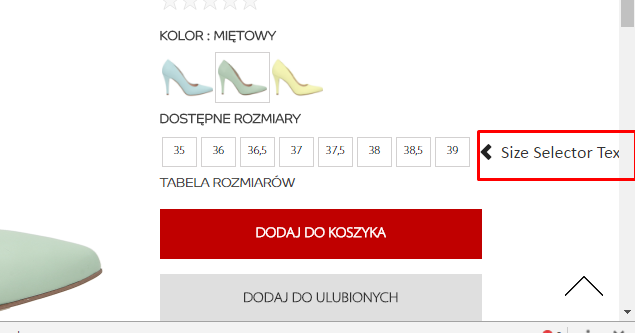 KOLOR : MIĘTOWY
DOSTĘPNE ROZMIARY
35 36 36,5 37 37,5 38 38,5 39
Size Selector Tex
TABELA ROZMIARÓW
DODAJ DO KOSZYKA
DODAJ DO ULUBIONYCH